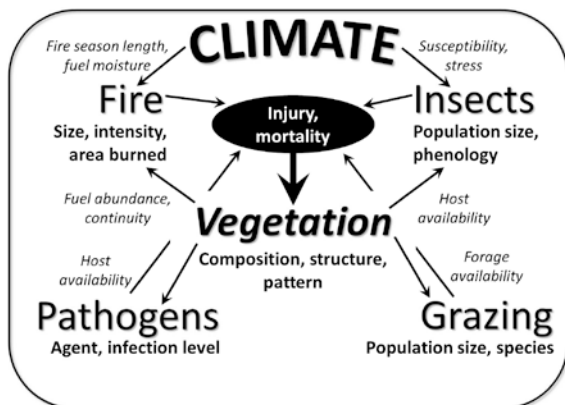 CLIMATE
Fire season length,
fuel moisture
Susceptibility,
stress
Fire
Size, intensity,
area burned
Injury,
mortality
Insects
Population size,
phenology
Fuel abundance,
continuity
Host
availability
Vegetation
Composition, structure,
pattern
Host
availability
Forage
availability
Pathogens
Agent, infection level
Grazing
Population size, species